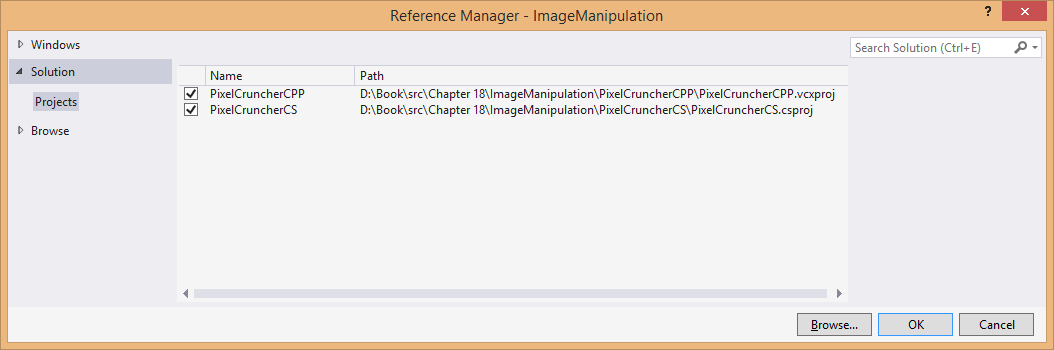 Reference Manager - ImageManipulation
?
Windows
Solution
Projects
Browse
Search Solution (Ctrl+E)
Name Path
PixelCruncherCPP D:\Book\src\Chapter 18\ImageManipulation\PixelCruncherCPP\PixelCruncherCPP.vcxproj
PixelCruncherCS D:\Book\src\Chapter 18\ImageManipulation\PixelCruncherCS\PixelCruncherCS.csproj
Browse... OK Cancel